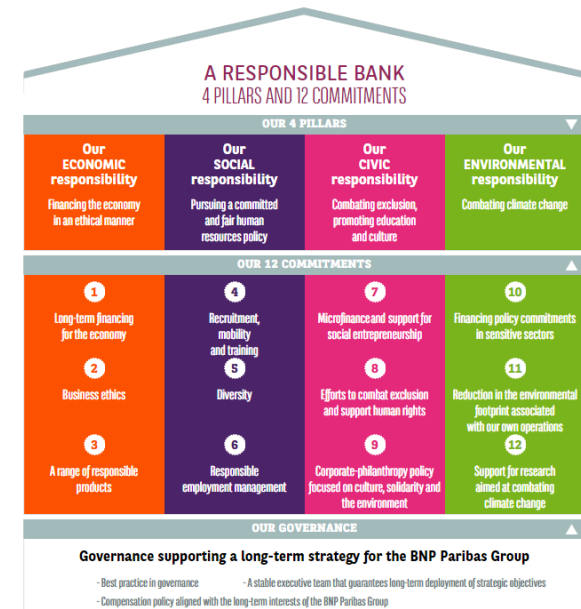 A RESPONSIBLE BANK
4 PILLARS AND 12 COMMITMENTS
OUR 4 PILLARS
Our
ECONOMIC
responsibility
Financing the economy
in an ethical manner
Our
SOCIAL
responsibility
Pursuing a committed
and fair human
resources policy
Our
CIVIC
responsibility
Combating exclusion,
promoting education
and culture
Our
ENVIRONMENTAL
responsibility
Combating climate change
OUR 12 COMMITMENTS
1
Long-term financing
for the economy
2
Business ethics
3
A range of responsible
products
4
Recruitment,
mobility
and training
5
Diversity
6
Responsible
employment management
7
Microfinance and support for
social entrepreneurship
8
Efforts to combat exclusion
and support human rights
9
Corporate-philanthropy policy
focused on culture, solidarity and
the environment
10
Financing policy commitments
in sensitive sectors
11
Reduction in the environmental
footprint associated
with our own operations
12
Support for research
aimed at combating
climate change
OUR GOVERNANCE
Governance supporting a long-term strategy for the BNP Paribas Group
- Best practice in governance
- A stable executive team that guarantees long-term deployment of strategic objectives
- Compensation policy aligned with the long-term interests of the BNP Paribas Group